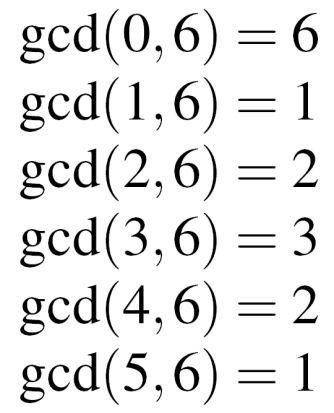 gcd(0,6) = 6
gcd(1,6) = 1
gcd(2,6) = 2
gcd(3,6) = 3
gcd(4,6) = 2
gcd(5,6) = 1